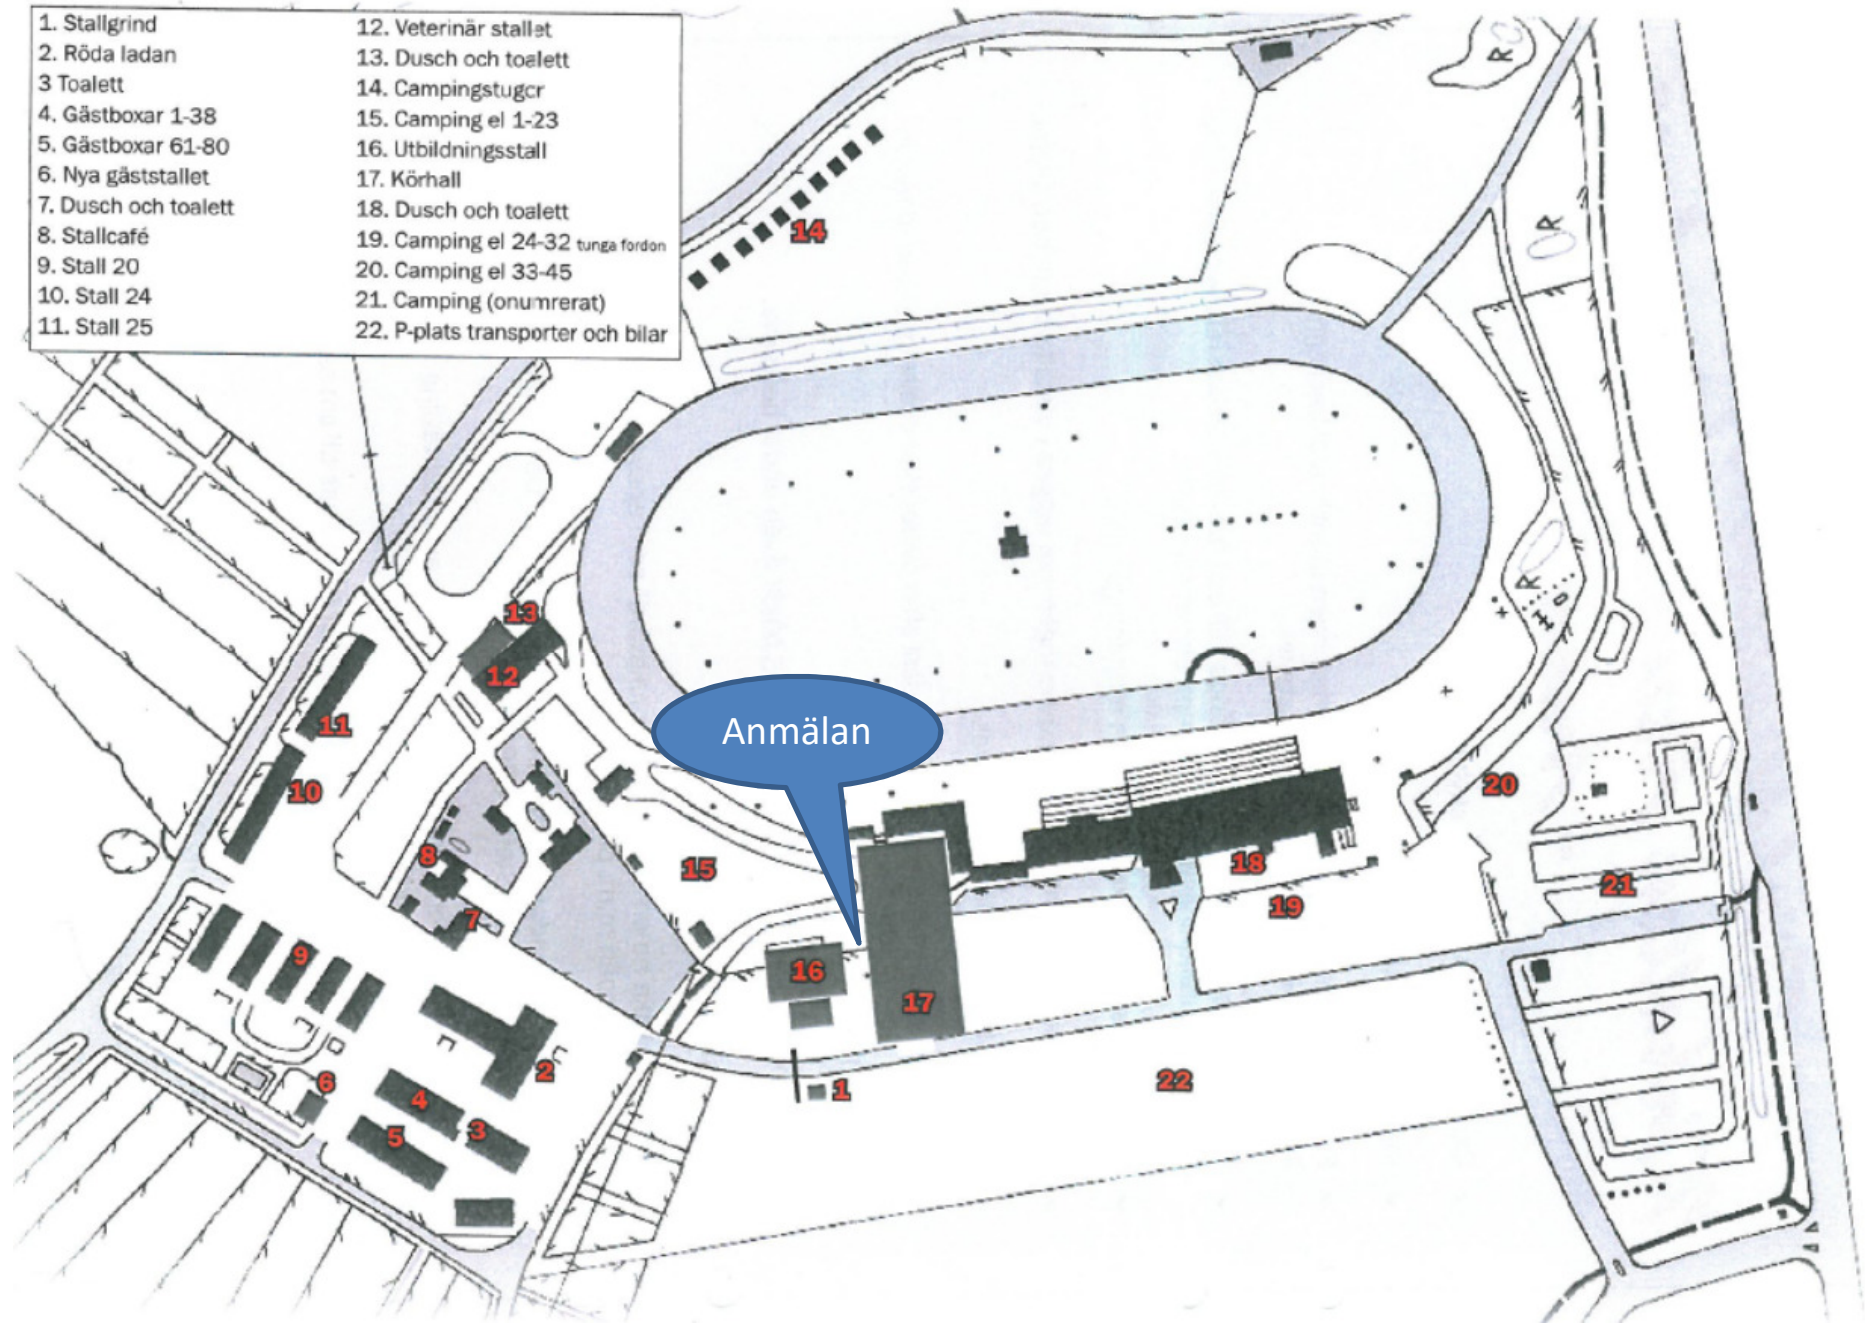 1. Stallgrind
2. Röda ladan
3 Toalett
4. Gästboxar 1-38
5. Gästboxar 61-80
6. Nya gäststallet
7. Dusch och toalett
8. Stallcafé
9. Stall 20
10. Stall 24
11. Stall 25
12. Veterinär stallet
13. Dusch och toalett
14. Campingstugor
15. Camping el 1-23
16. Utbildningsstall
17. Körhall
18. Dusch och toalett
19. Camping el 24-32 tunga fordon
20. Camping el 33-45
21. Camping (onumrerat)
22. P-plats transporter och bilar
14
R
R
R
13
12
11
10
Anmälan
20
8
15
18
21
7
19
9
16
17
6
2
1
22
4
3
5